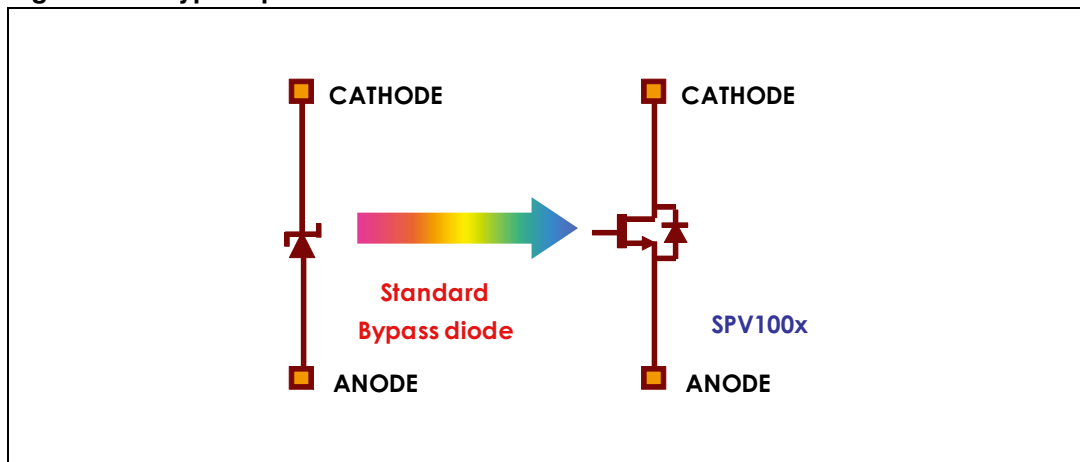 CATHODE
CATHODE
Standard
Bypass diode
SPV100x
ANODE
ANODE